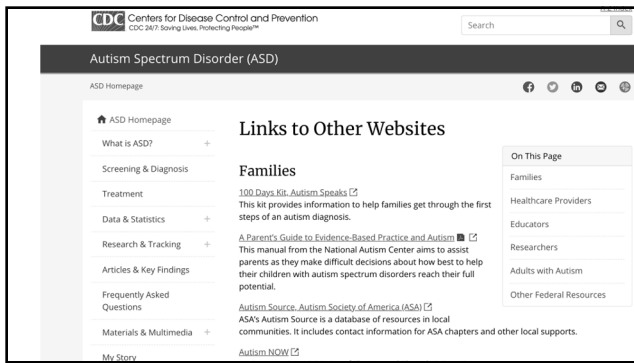 A-Z Index
CDC Centers for Disease Control and Prevention
CDC 24/7: Saving Lives, Protecting People™
Search
Autism Spectrum Disorder (ASD)
ASD Homepage
ASD Homepage
What is ASD? +
Screening & Diagnosis
Treatment
Data & Statistics +
Research & Tracking +
Articles & Key Findings
Frequently Asked
Questions
Materials & Multimedia +
My Story
Links to Other Websites
Families
100 Days Kit, Autism Speaks
This kit provides information to help families get through the first
steps of an autism diagnosis.
A Parent's Guide to Evidence-Based Practice and Autism
This manual from the National Autism Center aims to assist
parents as they make difficult decisions about how best to help
their children with autism spectrum disorders reach their full
potential.
Autism Source, Autism Society of America (ASA)
ASA's Autism Source is a database of resources in local
communities. It includes contact information for ASA chapters and other local supports.
Autism NOW
On This Page
Families
Healthcare Providers
Educators
Researchers
Adults with Autism
Other Federal Resources